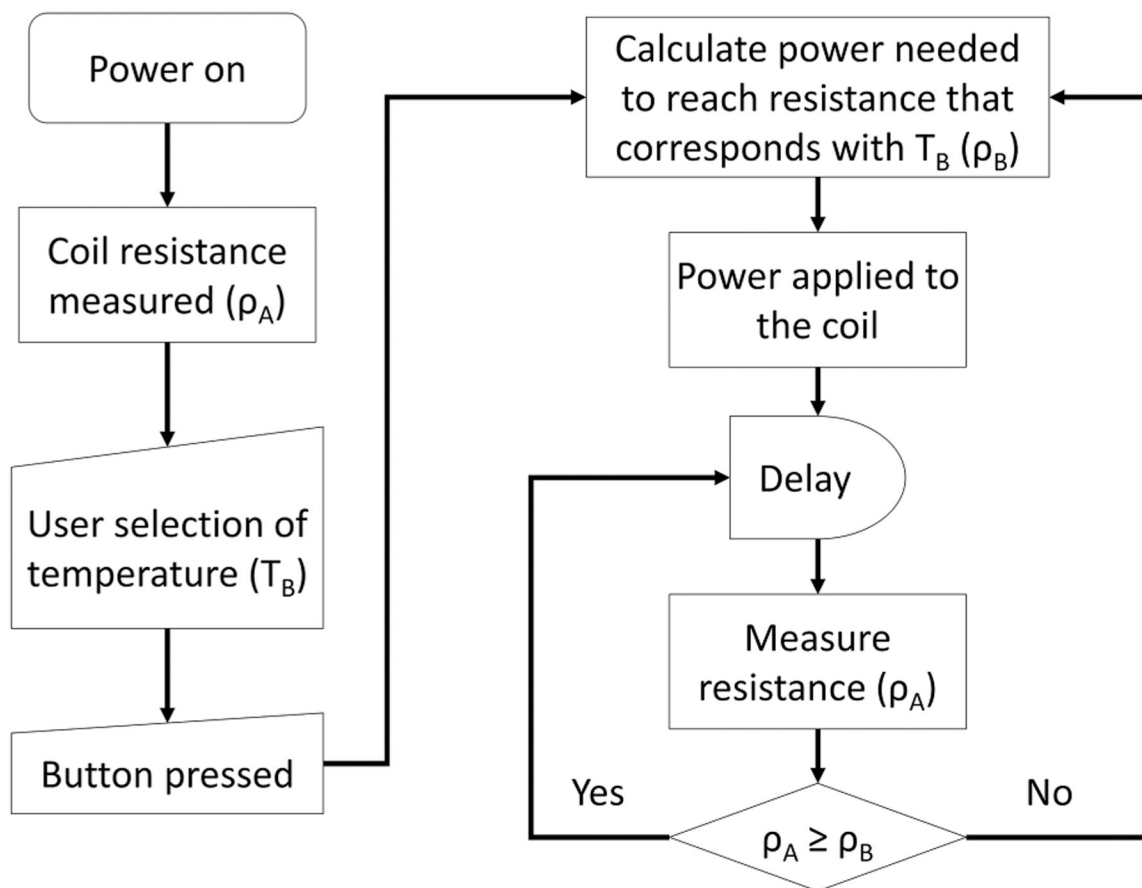 Power on
Coil resistance
measured (ρA)
User selection of
temperature (TB)
Button pressed
Calculate power needed
to reach resistance that
corresponds with TB (ρB)
Power applied to
the coil
Delay
Measure
resistance (ρA)
Yes
No
ρA ≥ ρB